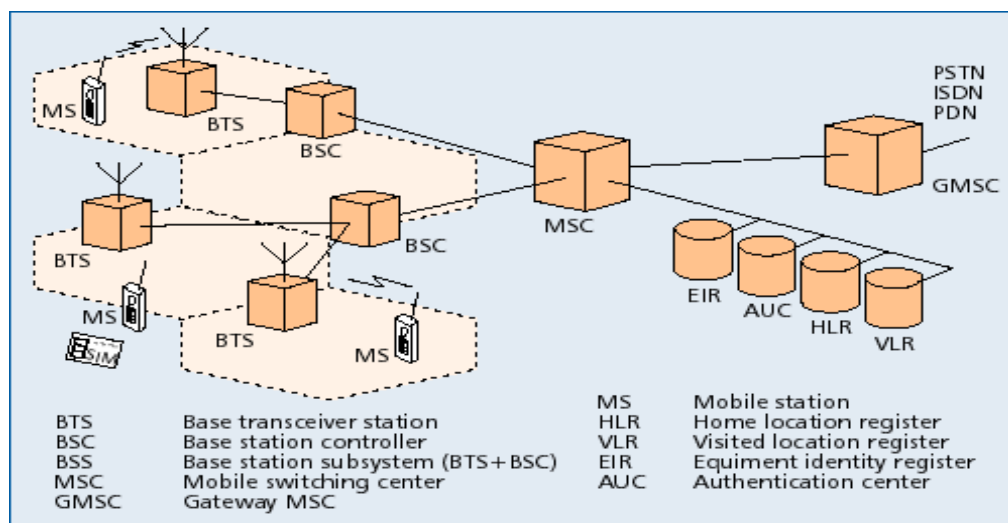 MS
BTS
BSC
PSTN
ISDN
PDN
GMSC
MSC
BTS
BSC
EIR
AUC
HLR
VLR
MS
SIM
BTS
MS
BTS Base transceiver station
BSC Base station controller
BSS Base station subsystem (BTS+BSC)
MSC Mobile switching center
GMSC Gateway MSC
MS Mobile station
HLR Home location register
VLR Visited location register
EIR Equiment identity register
AUC Authentication center